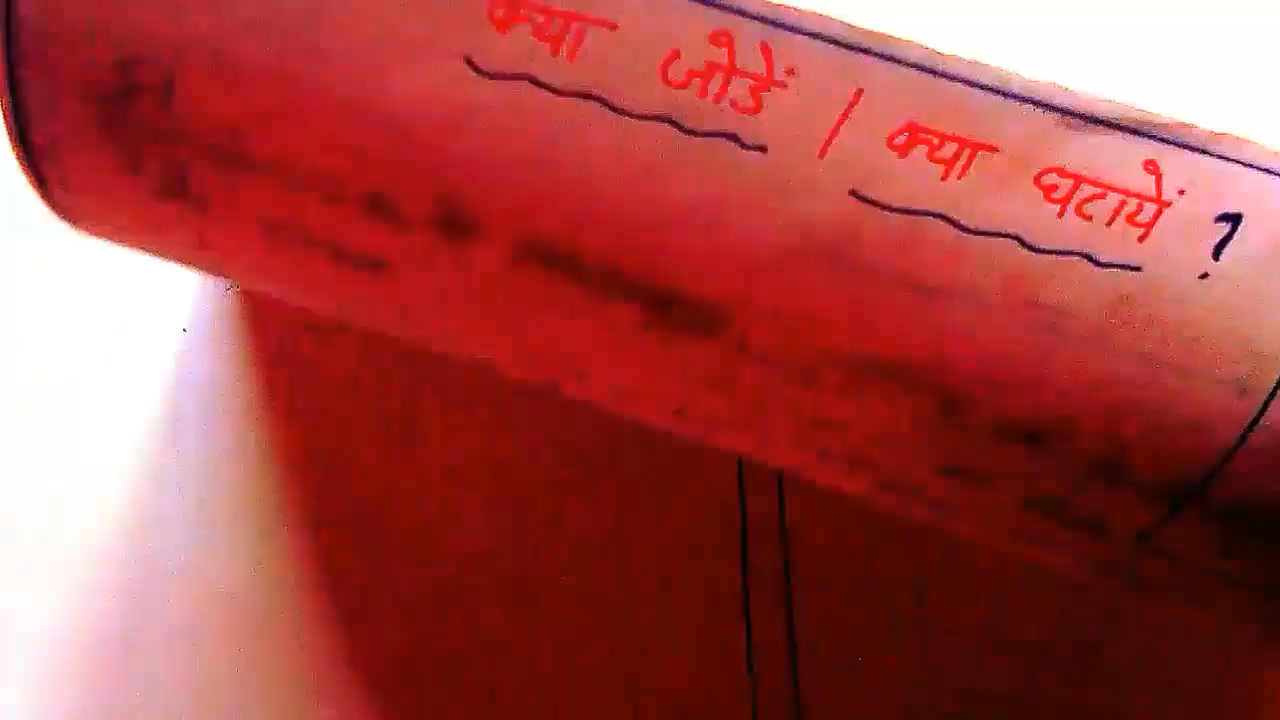 क्या जोडें / क्या घटायें ?